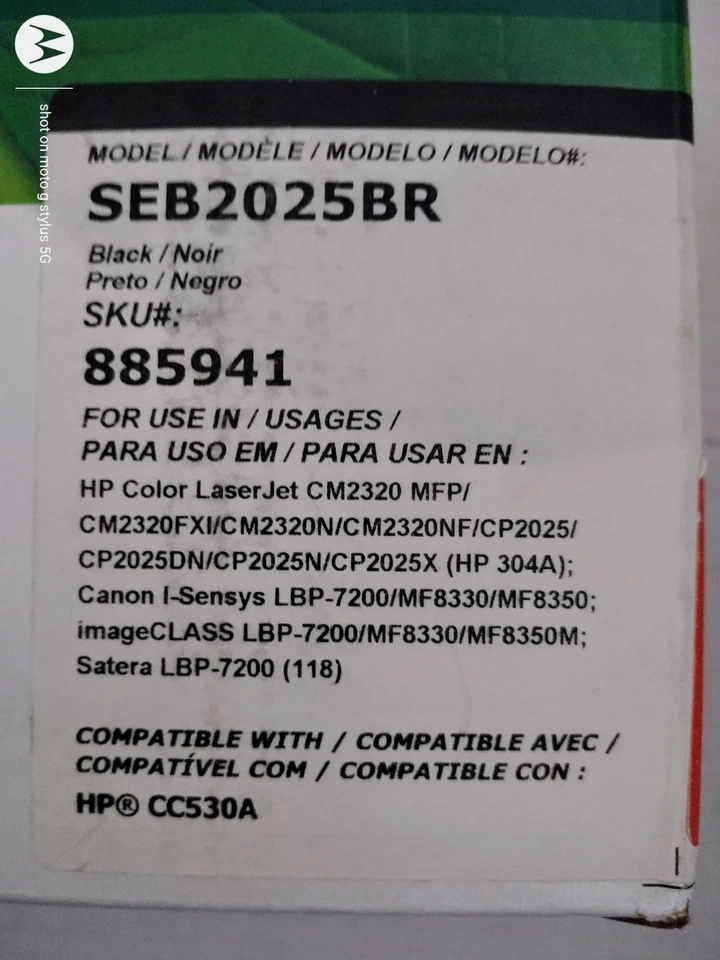 shot on moto g stylus 5G
MODEL / MODÈLE / MODELO / MODELO#:
SEB2025BR
Black / Noir
Preto / Negro
SKU#:
885941
FOR USE IN / USAGES /
PARA USO EM / PARA USAR EN :
HP Color LaserJet CM2320 MFP/
CM2320FXI/CM2320N/CM2320NF/CP2025/
CP2025DN/CP2025N/CP2025X (HP 304A);
Canon I-Sensys LBP-7200/MF8330/MF8350;
imageCLASS LBP-7200/MF8330/MF8350M;
Satera LBP-7200 (118)
COMPATIBLE WITH / COMPATIBLE AVEC /
COMPATÍVEL COM / COMPATIBLE CON :
HP® CC530A